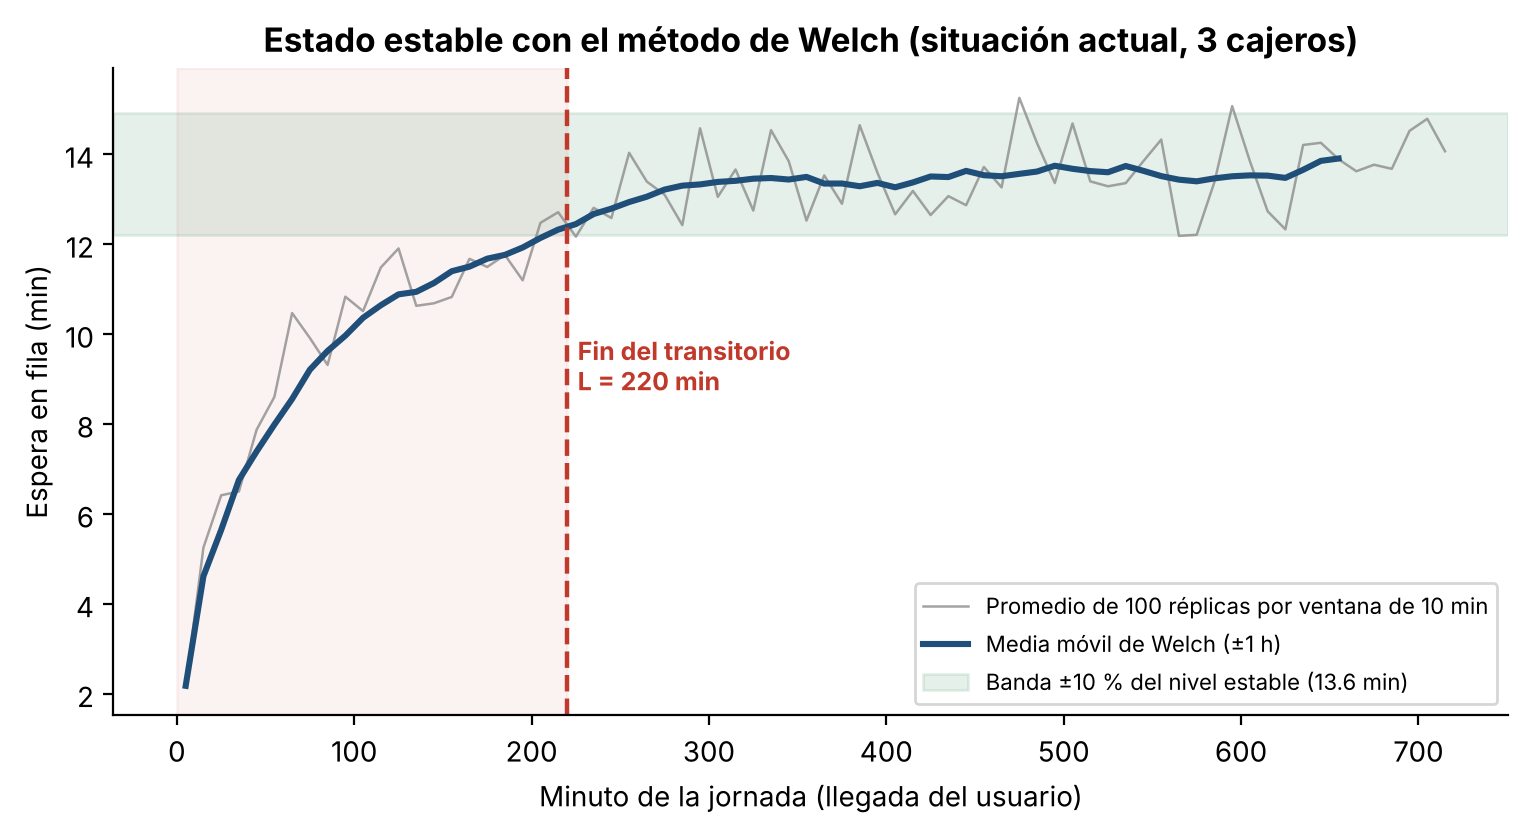 Estado estable con el método de Welch (situación actual, 3 cajeros)
Espera en fila (min)
14
12
10
8
6
4
2
Fin del transitorio
L = 220 min
Promedio de 100 réplicas por ventana de 10 min
Media móvil de Welch (±1 h)
Banda ±10 % del nivel estable (13.6 min)
0 100 200 300 400 500 600 700
Minuto de la jornada (llegada del usuario)